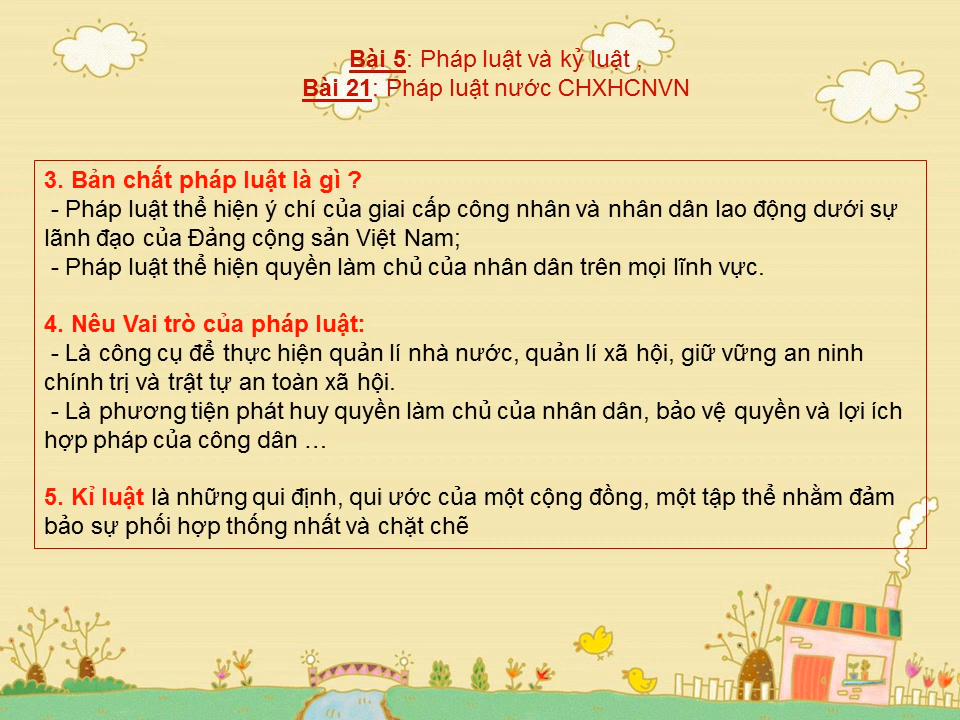 Bài 5: Pháp luật và kỷ luật ,
Bài 21: Pháp luật nước CHXHCNVN
3. Bản chất pháp luật là gì ?
- Pháp luật thể hiện ý chí của giai cấp công nhân và nhân dân lao động dưới sự
lãnh đạo của Đảng cộng sản Việt Nam;
- Pháp luật thể hiện quyền làm chủ của nhân dân trên mọi lĩnh vực.
4. Nêu Vai trò của pháp luật:
- Là công cụ để thực hiện quản lí nhà nước, quản lí xã hội, giữ vững an ninh
chính trị và trật tự an toàn xã hội.
- Là phương tiện phát huy quyền làm chủ của nhân dân, bảo vệ quyền và lợi ích
hợp pháp của công dân …
5. Kỉ luật là những qui định, qui ước của một cộng đồng, một tập thể nhằm đảm
bảo sự phối hợp thống nhất và chặt chẽ